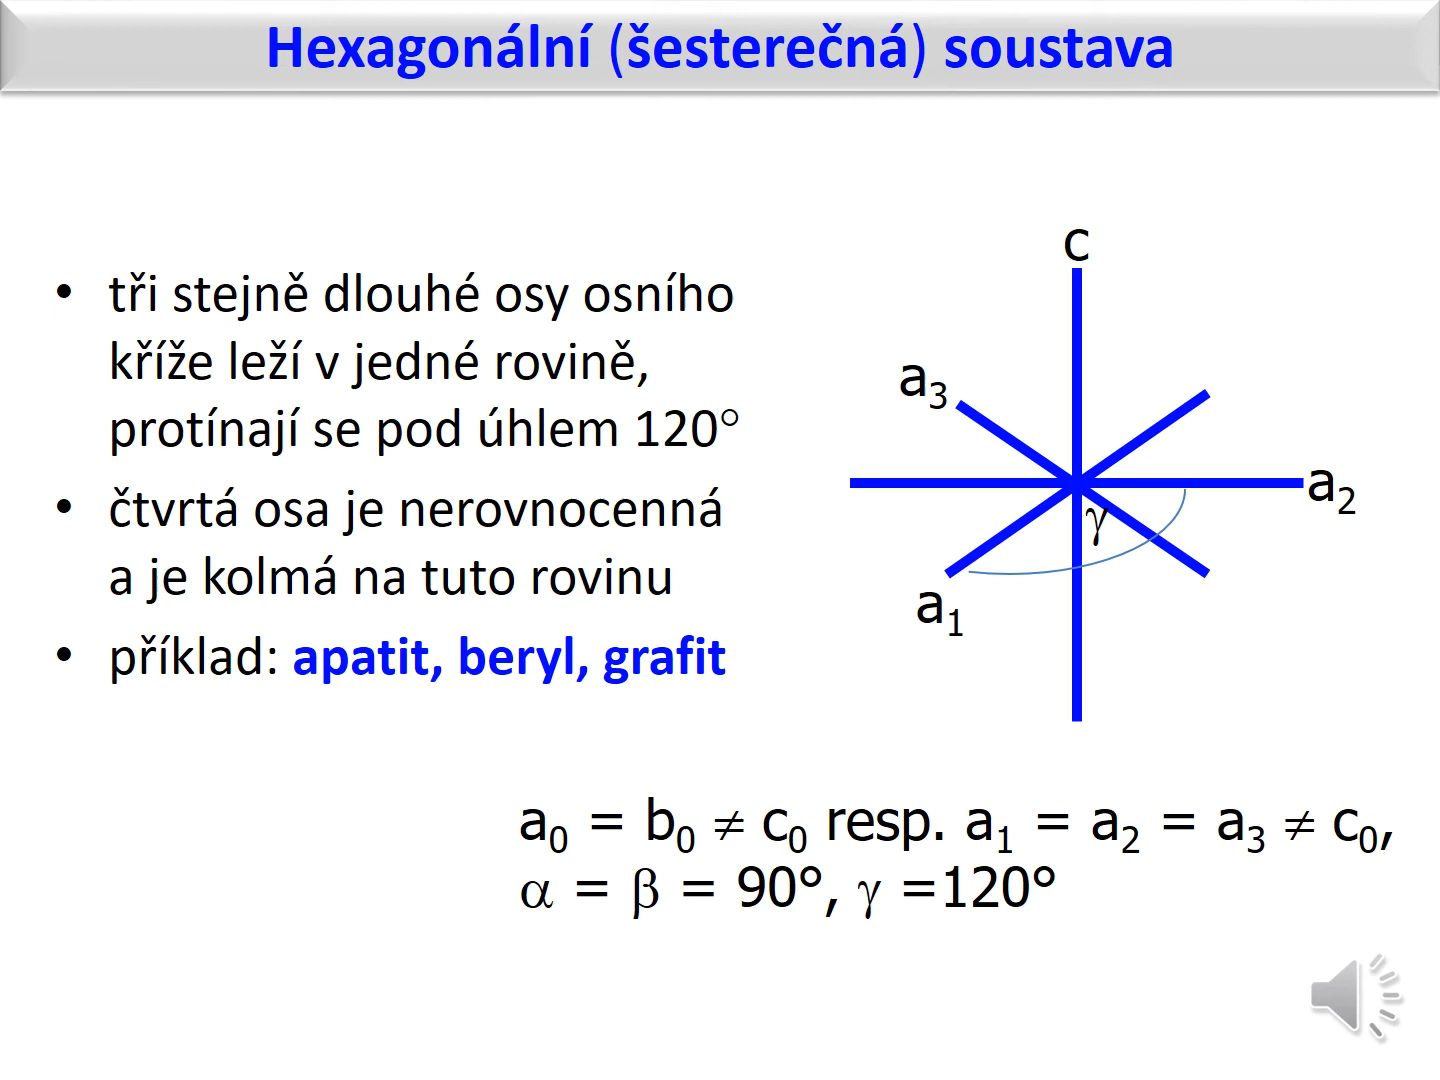 Hexagonální (šesterečná) soustava
• tři stejně dlouhé osy osního
kříže leží v jedné rovině,
protínají se pod úhlem 120°
• čtvrtá osa je nerovnocenná
a je kolmá na tuto rovinu
• příklad: apatit, beryl, grafit
c
a₃
a₂
γ
a₁
a₀ = b₀ ≠ c₀ resp. a₁ = a₂ = a₃ ≠ c₀,
α = β = 90°, γ =120°